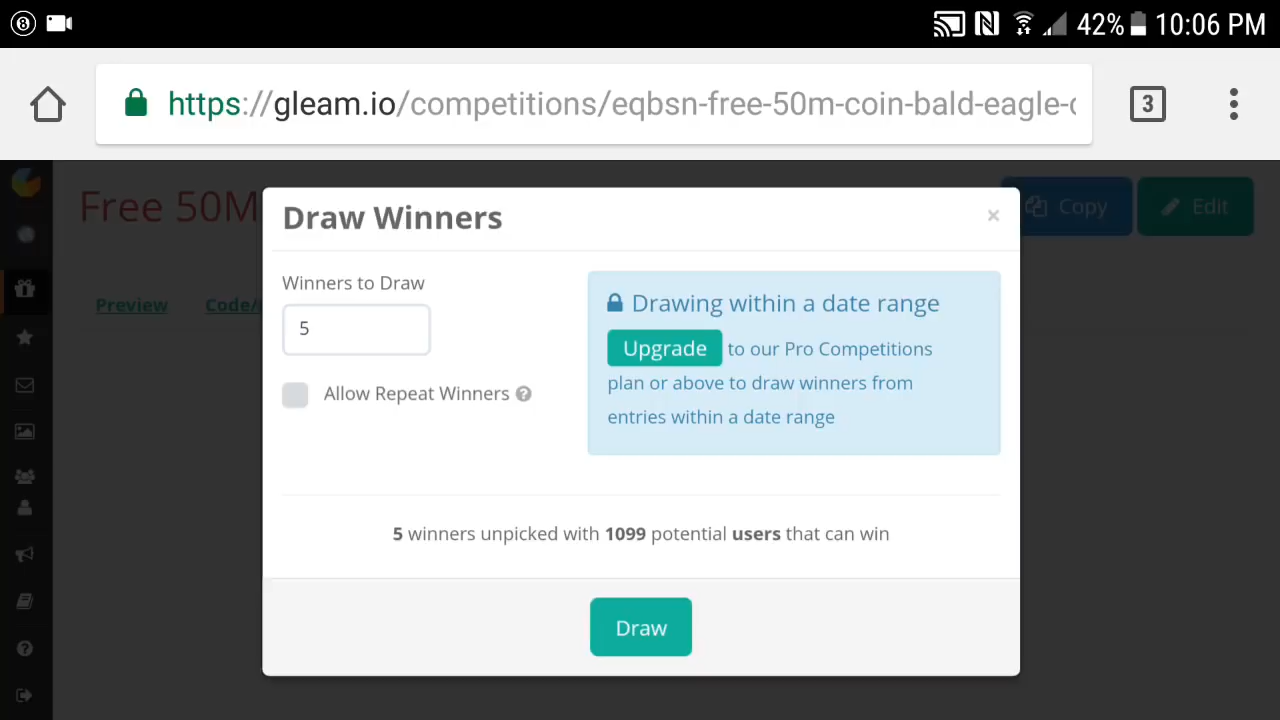 8 42% 10:06 PM
https://gleam.io/competitions/eqbsn-free-50m-coin-bald-eagle-c 3
Free 50M
Copy
Edit
Preview
Code/
Draw Winners ×
Winners to Draw
5
Allow Repeat Winners ?
Drawing within a date range
Upgrade to our Pro Competitions
plan or above to draw winners from
entries within a date range
5 winners unpicked with 1099 potential users that can win
Draw